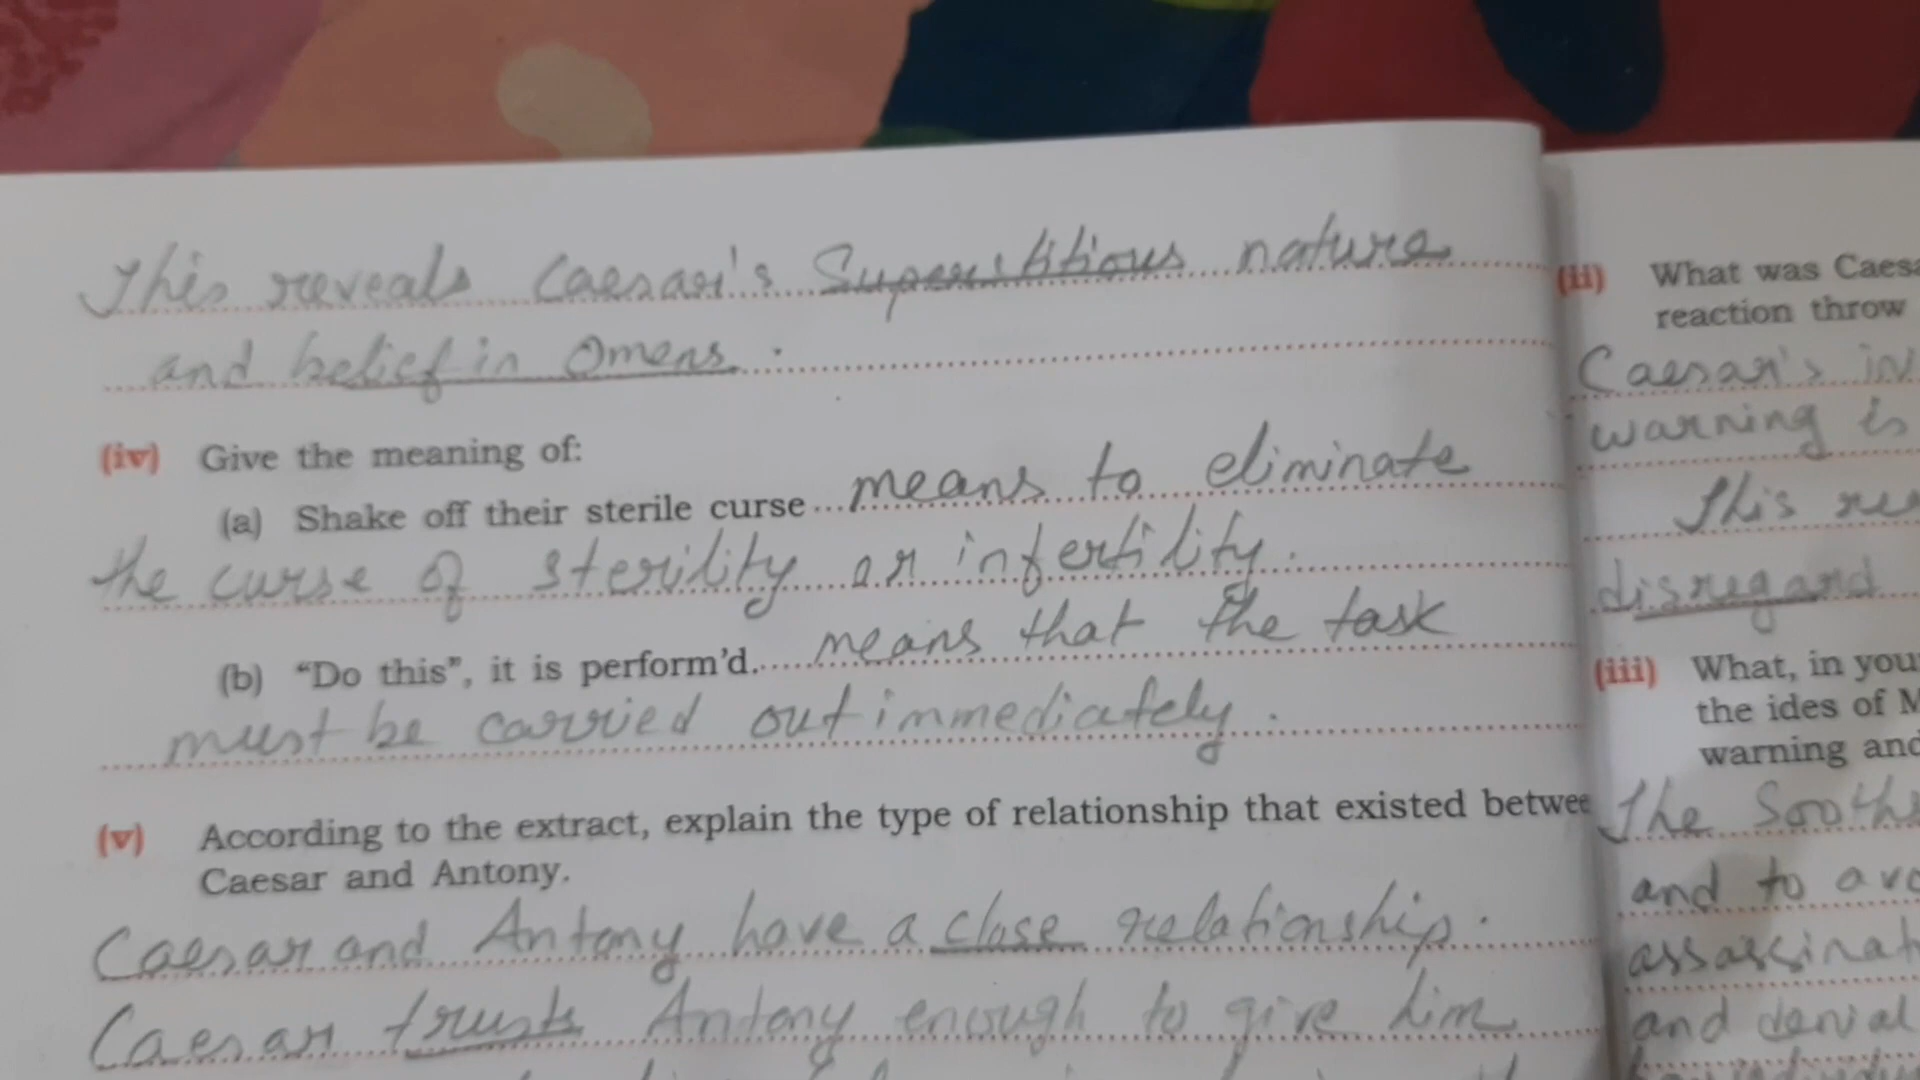 This reveals Caesar's Superstitious nature
and belief in Omens.
(iv) Give the meaning of:
(a) Shake off their sterile curse means to eliminate
the curse of sterility or infertility.
(b) "Do this", it is perform'd. means that the task
must be carried out immediately.
(v) According to the extract, explain the type of relationship that existed betwee
Caesar and Antony.
Caesar and Antony have a close relationship.
Caesar trusts Antony enough to give him
(ii) What was Caesa
reaction throw
Caesar's in
warning is
This re
disregard
(iii) What, in you
the ides of M
warning and
The Sooths
and to avo
assassinat
and denial